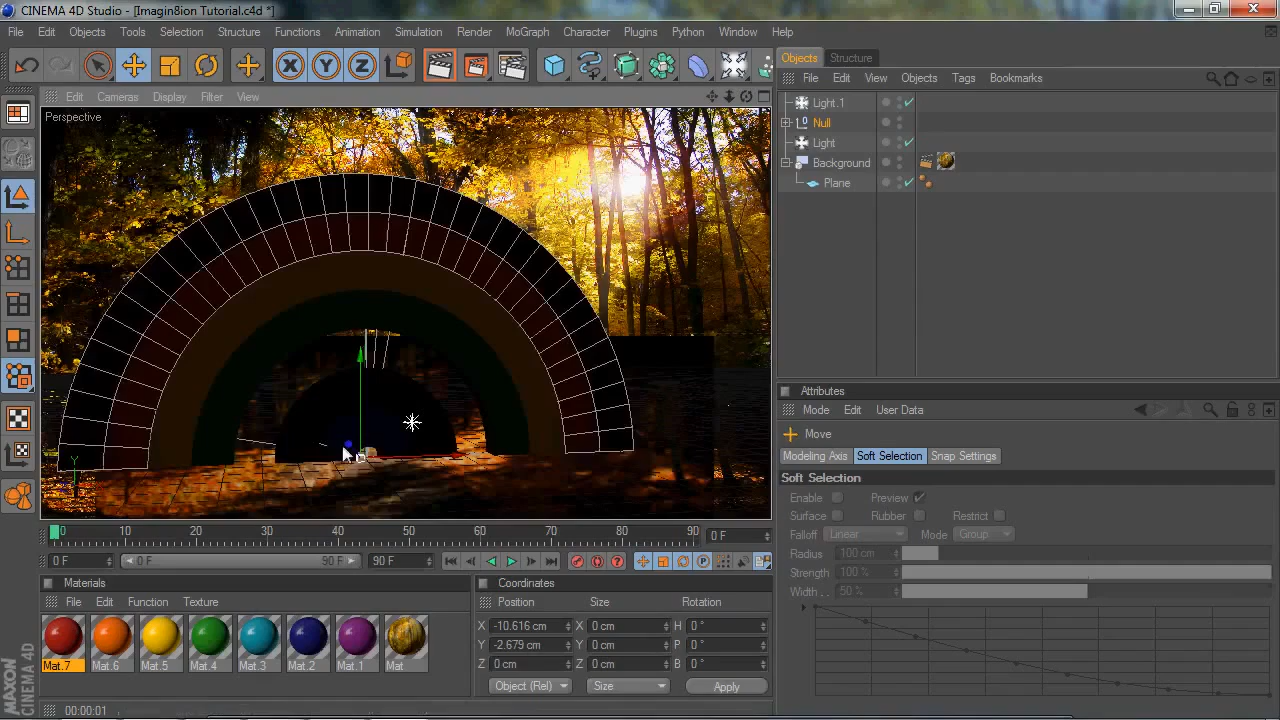 CINEMA 4D Studio - [Imagin8ion Tutorial.c4d *]
File Edit Objects Tools Selection Structure Functions Animation Simulation Render MoGraph Character Plugins Python Window Help
Objects Structure
File Edit View Objects Tags Bookmarks
Edit Cameras Display Filter View
Perspective
Light.1
Null
Light
Background
Plane
Attributes
Mode Edit User Data
Move
Modeling Axis Soft Selection Snap Settings
Soft Selection
Enable Preview
Surface Rubber Restrict
Falloff Linear Mode Group
Radius 100 cm
Strength 100 %
Width . . 50 %
X Y Z
Y
0 10 20 30 40 50 60 70 80 90 0 F
0 F 0 F 90 F 90 F
Materials
File Edit Function Texture
Mat.7 Mat.6 Mat.5 Mat.4 Mat.3 Mat.2 Mat.1 Mat
Coordinates
Position Size Rotation
X -10.616 cm X 0 cm H 0 °
Y -2.679 cm Y 0 cm P 0 °
Z 0 cm Z 0 cm B 0 °
Object (Rel) Size Apply
MAXON
CINEMA 4D
00:00:01